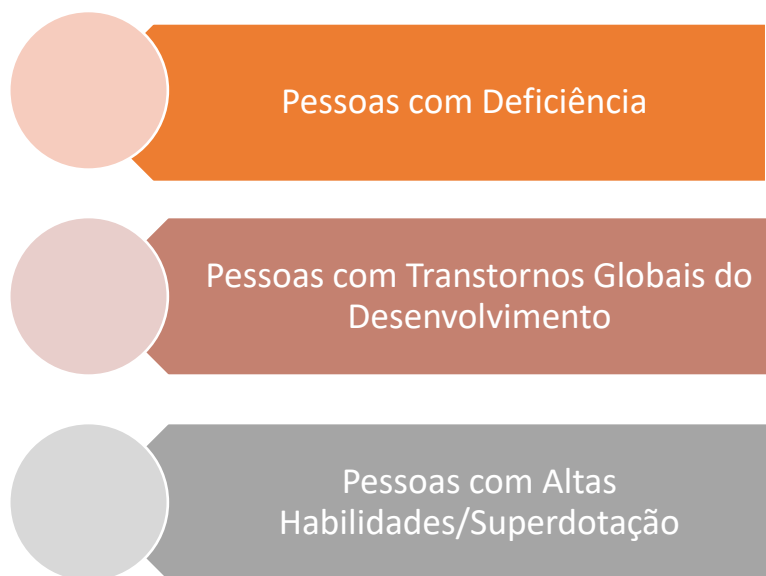 Pessoas com Deficiência
Pessoas com Transtornos Globais do
Desenvolvimento
Pessoas com Altas
Habilidades/Superdotação